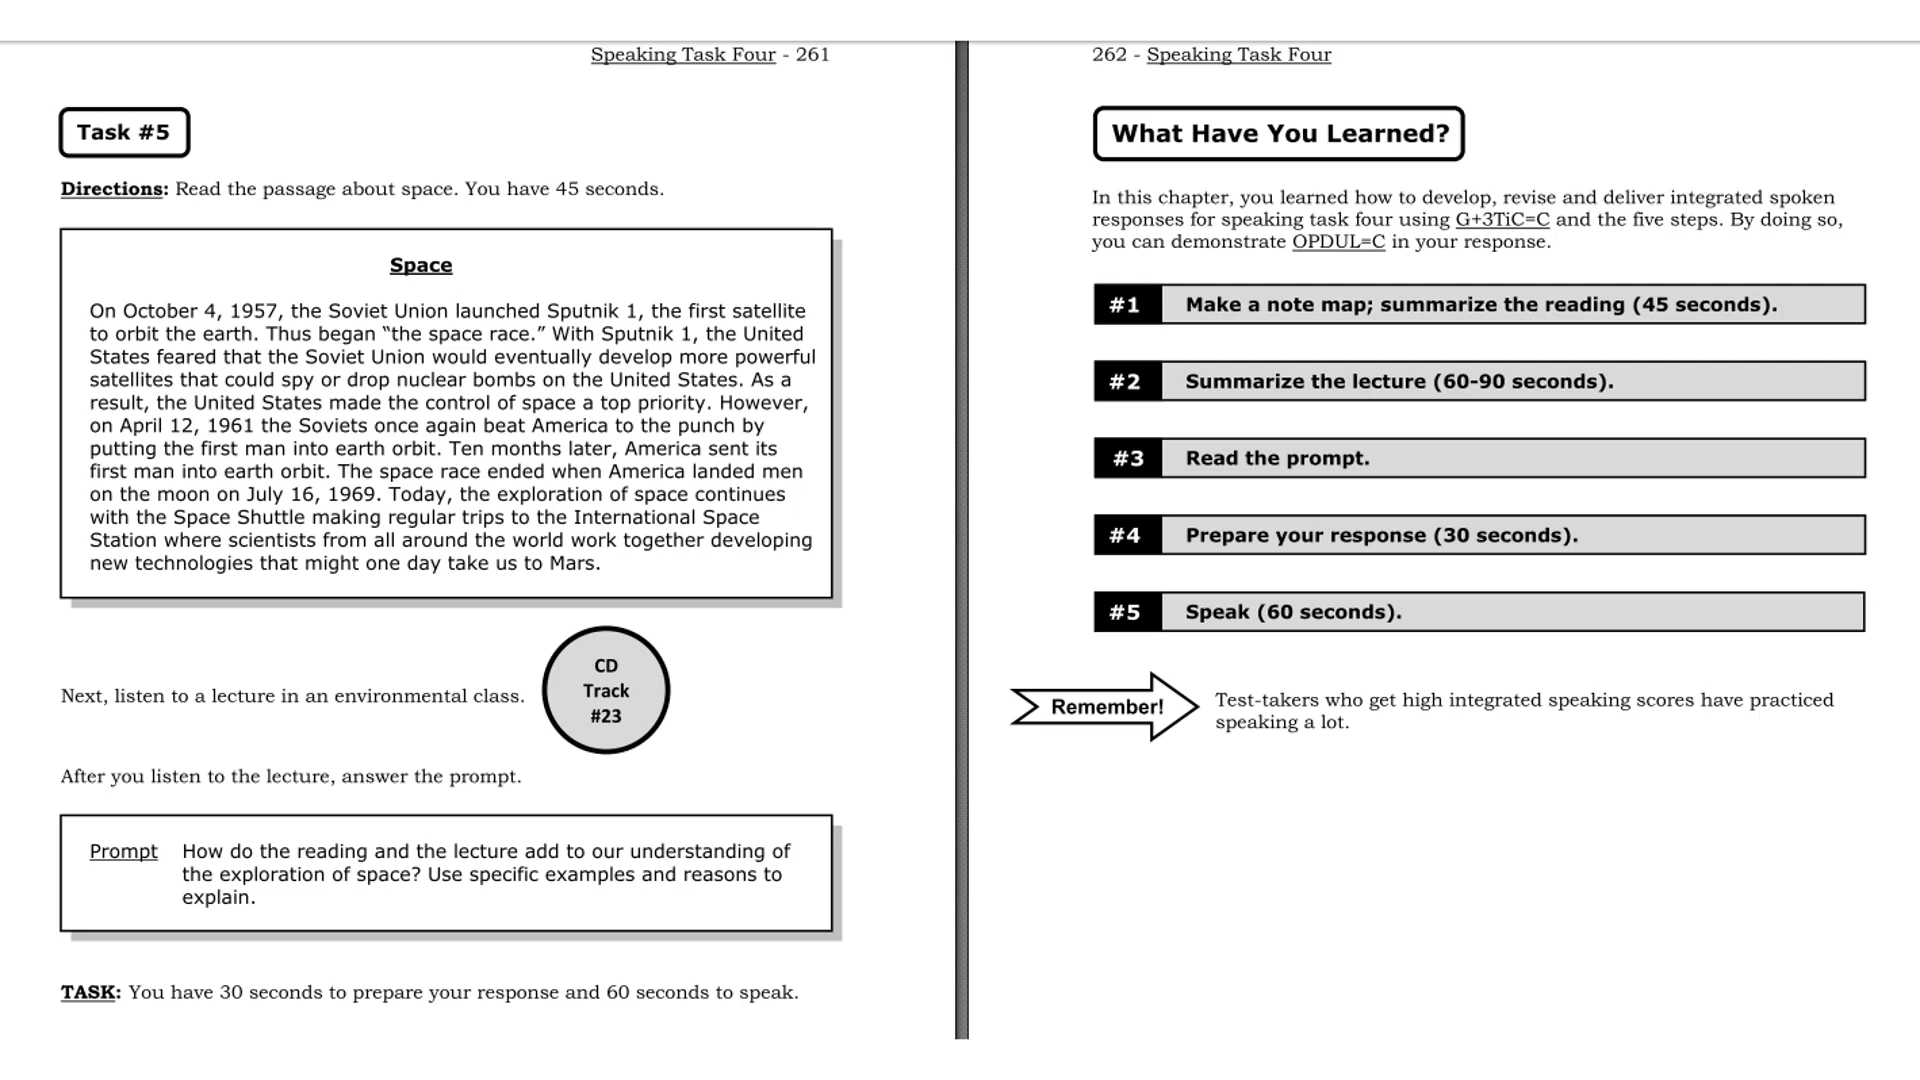 Speaking Task Four - 261
Task #5
Directions: Read the passage about space. You have 45 seconds.
Space
On October 4, 1957, the Soviet Union launched Sputnik 1, the first satellite
to orbit the earth. Thus began “the space race.” With Sputnik 1, the United
States feared that the Soviet Union would eventually develop more powerful
satellites that could spy or drop nuclear bombs on the United States. As a
result, the United States made the control of space a top priority. However,
on April 12, 1961 the Soviets once again beat America to the punch by
putting the first man into earth orbit. Ten months later, America sent its
first man into earth orbit. The space race ended when America landed men
on the moon on July 16, 1969. Today, the exploration of space continues
with the Space Shuttle making regular trips to the International Space
Station where scientists from all around the world work together developing
new technologies that might one day take us to Mars.
Next, listen to a lecture in an environmental class.
CD
Track
#23
After you listen to the lecture, answer the prompt.
Prompt How do the reading and the lecture add to our understanding of
the exploration of space? Use specific examples and reasons to
explain.
TASK: You have 30 seconds to prepare your response and 60 seconds to speak.
262 - Speaking Task Four
What Have You Learned?
In this chapter, you learned how to develop, revise and deliver integrated spoken
responses for speaking task four using G+3TiC=C and the five steps. By doing so,
you can demonstrate OPDUL=C in your response.
#1 Make a note map; summarize the reading (45 seconds).
#2 Summarize the lecture (60-90 seconds).
#3 Read the prompt.
#4 Prepare your response (30 seconds).
#5 Speak (60 seconds).
Remember!
Test-takers who get high integrated speaking scores have practiced
speaking a lot.